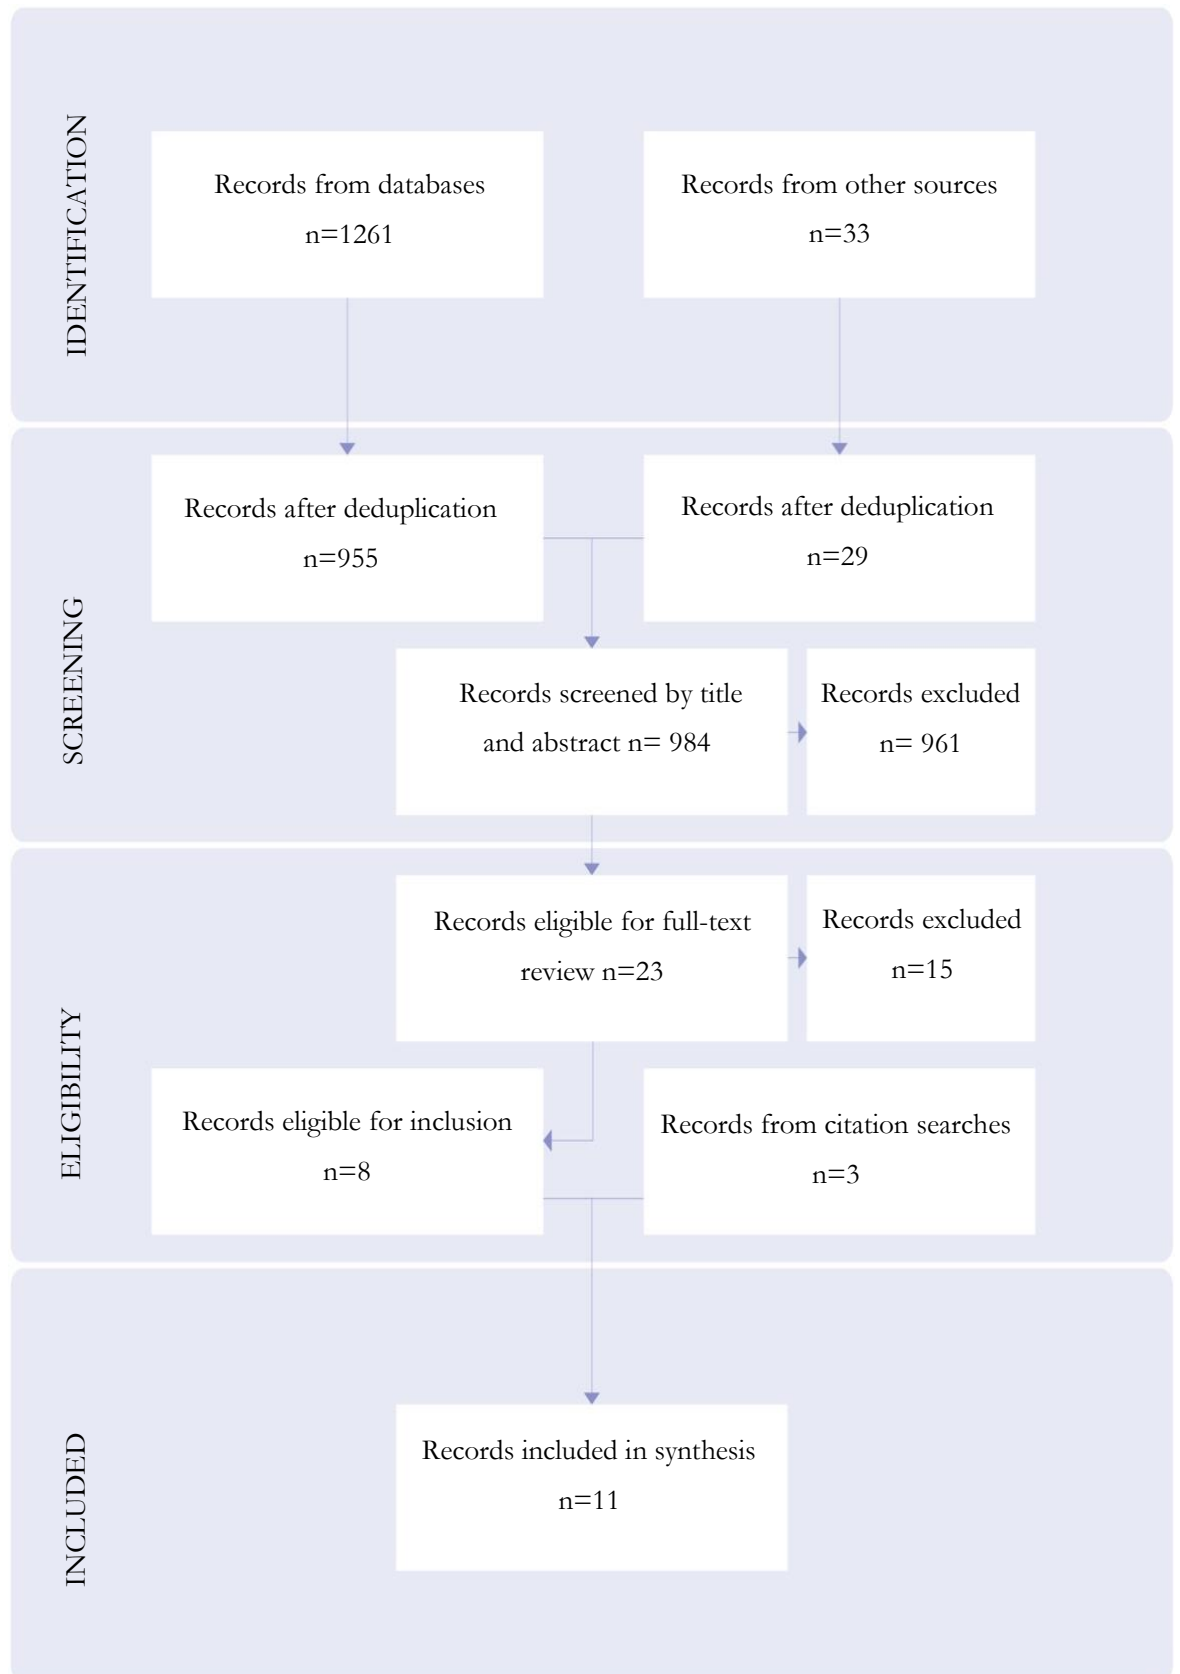 IDENTIFICATION
Records from databases
n=1261
Records from other sources
n=33
SCREENING
Records after deduplication
n=955
Records after deduplication
n=29
Records screened by title
and abstract n= 984
Records excluded
n= 961
ELIGIBILITY
Records eligible for full-text
review n=23
Records excluded
n=15
Records eligible for inclusion
n=8
Records from citation searches
n=3
INCLUDED
Records included in synthesis
n=11